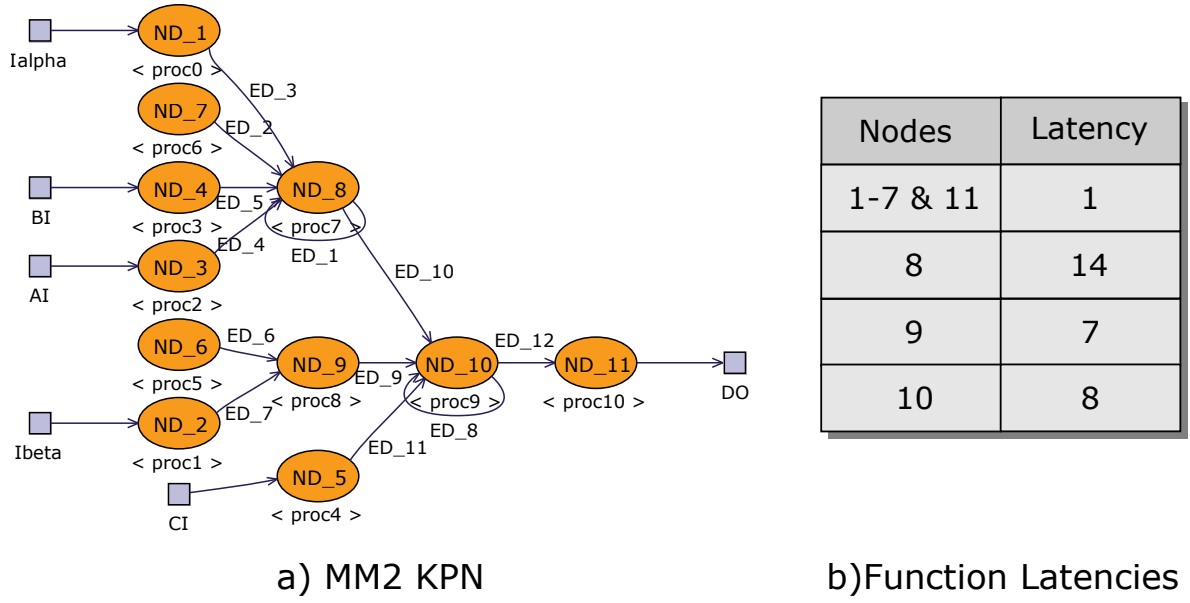 ND_1
Ialpha
< proc0 >
ED_3
ND_7
ED_2
< proc6 >
ND_4
ND_8
BI
< proc3 >
ED_5
< proc7 >
ED_4
ED_1
ND_3
AI
< proc2 >
ED_10
ND_6
ED_6
< proc5 >
ND_9
ED_9
< proc8 >
ND_10
ED_12
< proc9 >
ED_8
ND_11
< proc10 >
DO
ND_2
ED_7
Ibeta
< proc1 >
ED_11
ND_5
CI
< proc4 >
a) MM2 KPN
Nodes Latency
1-7 & 11 1
8 14
9 7
10 8
b)Function Latencies